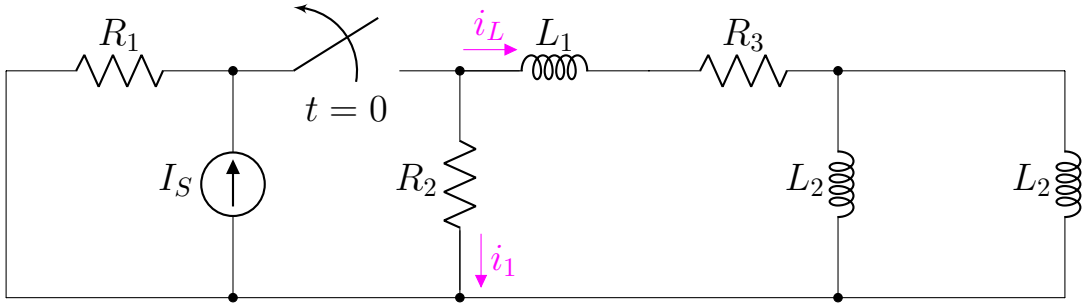 R_1
t = 0
i_L
L_1
R_3
I_S
R_2
L_2
L_2
i_1